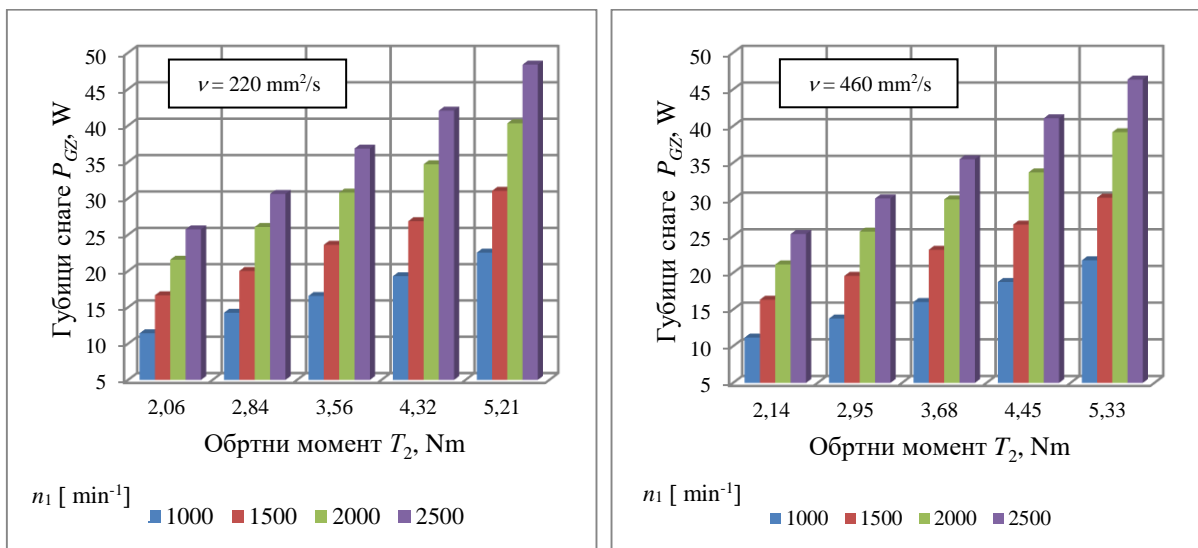 50
45
40
35
30
25
20
15
10
5
Губици снаге P_GZ, W
ν = 220 mm²/s
2,06 2,84 3,56 4,32 5,21
Обртни момент T₂, Nm
n₁ [ min⁻¹]
1000 1500 2000 2500
50
45
40
35
30
25
20
15
10
5
Губици снаге P_GZ, W
ν = 460 mm²/s
2,14 2,95 3,68 4,45 5,33
Обртни момент T₂, Nm
n₁ [ min⁻¹]
1000 1500 2000 2500